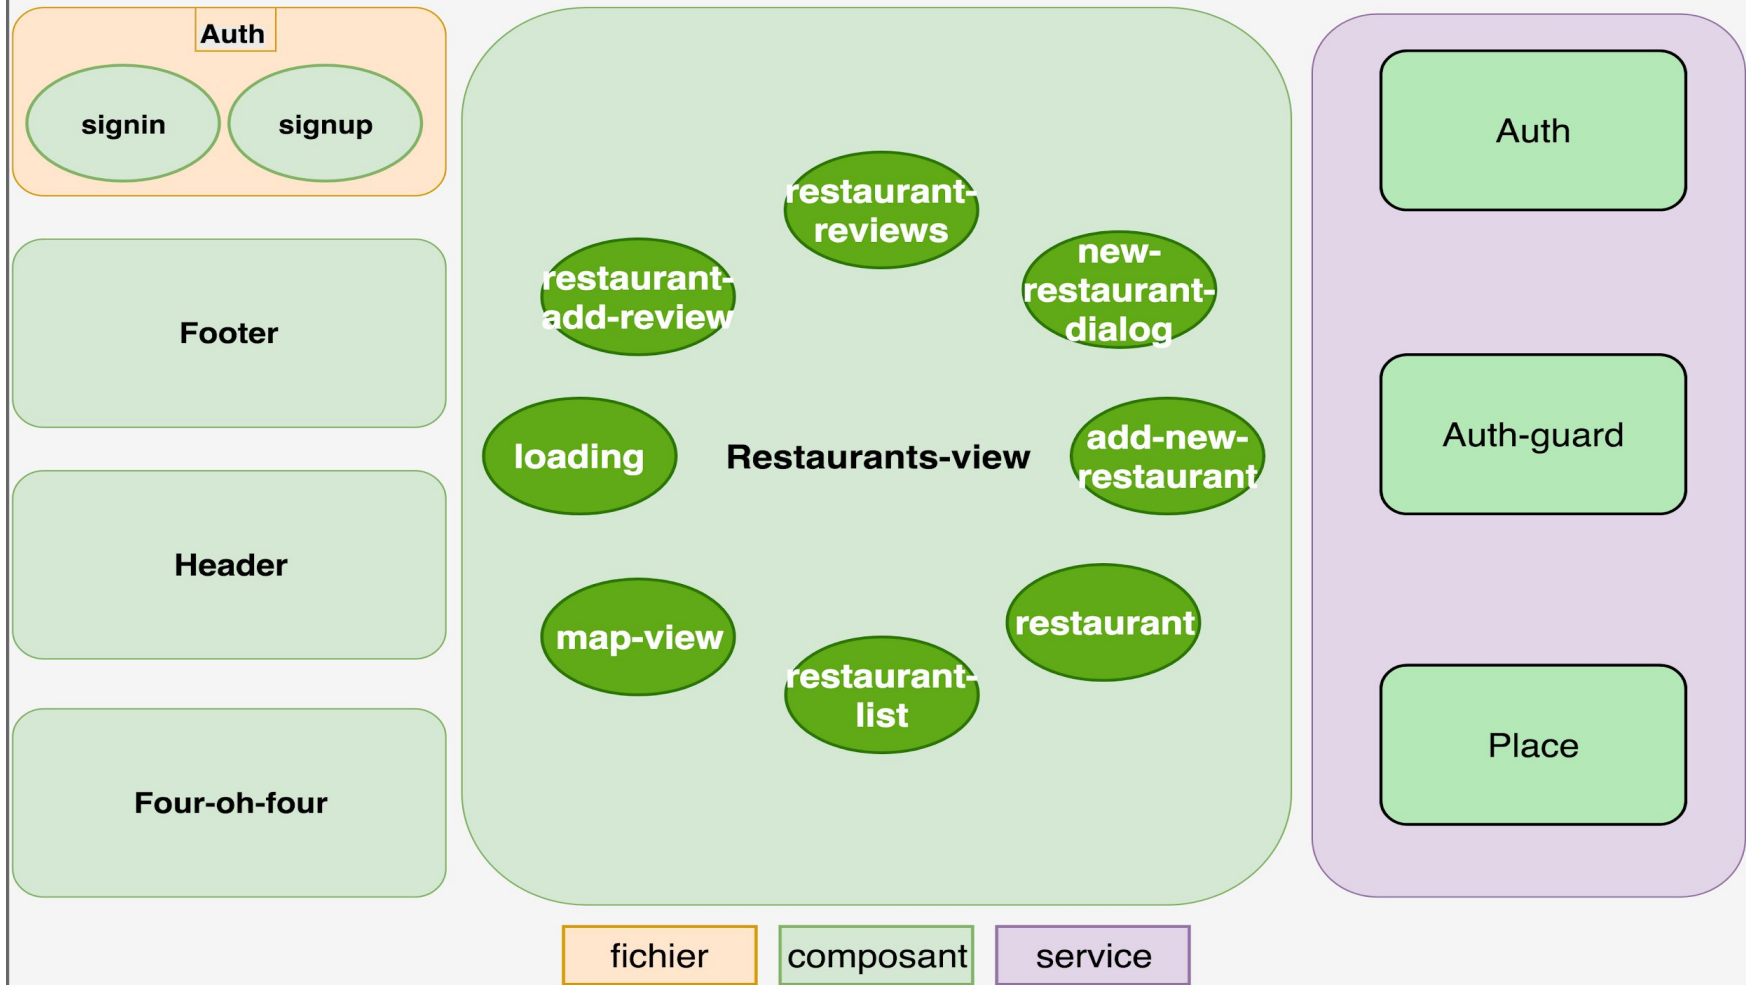 Auth
signin
signup
Footer
Header
Four-oh-four
restaurant-
reviews
restaurant-
add-review
new-
restaurant-
dialog
loading
Restaurants-view
add-new-
restaurant
map-view
restaurant
restaurant-
list
Auth
Auth-guard
Place
fichier
composant
service